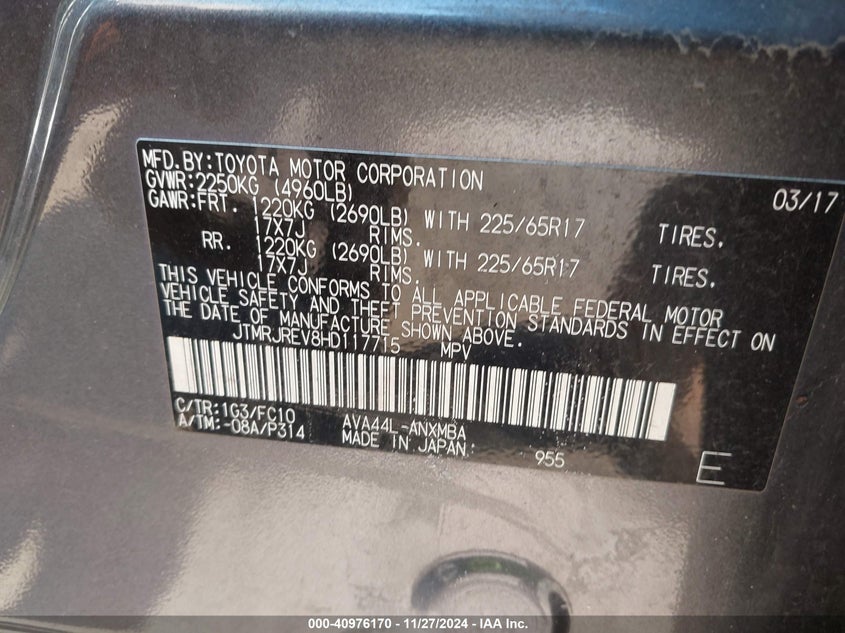 MFD.BY:TOYOTA MOTOR CORPORATION 03/17
GVWR:2250KG (4960LB)
GAWR:FRT. 1220KG (2690LB) WITH 225/65R17 TIRES.
17X7J RIMS.
RR. 1220KG (2690LB) WITH 225/65R17 TIRES.
17X7J RIMS.
THIS VEHICLE CONFORMS TO ALL APPLICABLE FEDERAL MOTOR
VEHICLE SAFETY AND THEFT PREVENTION STANDARDS IN EFFECT ON
THE DATE OF MANUFACTURE SHOWN ABOVE.
JTMRJREV8HD117715 MPV
C/TR:1G3/FC10 AVA44L-ANXMBA
A/TM:-08A/P314 MADE IN JAPAN 955 E
000-40976170 - 11/27/2024 - IAA Inc.